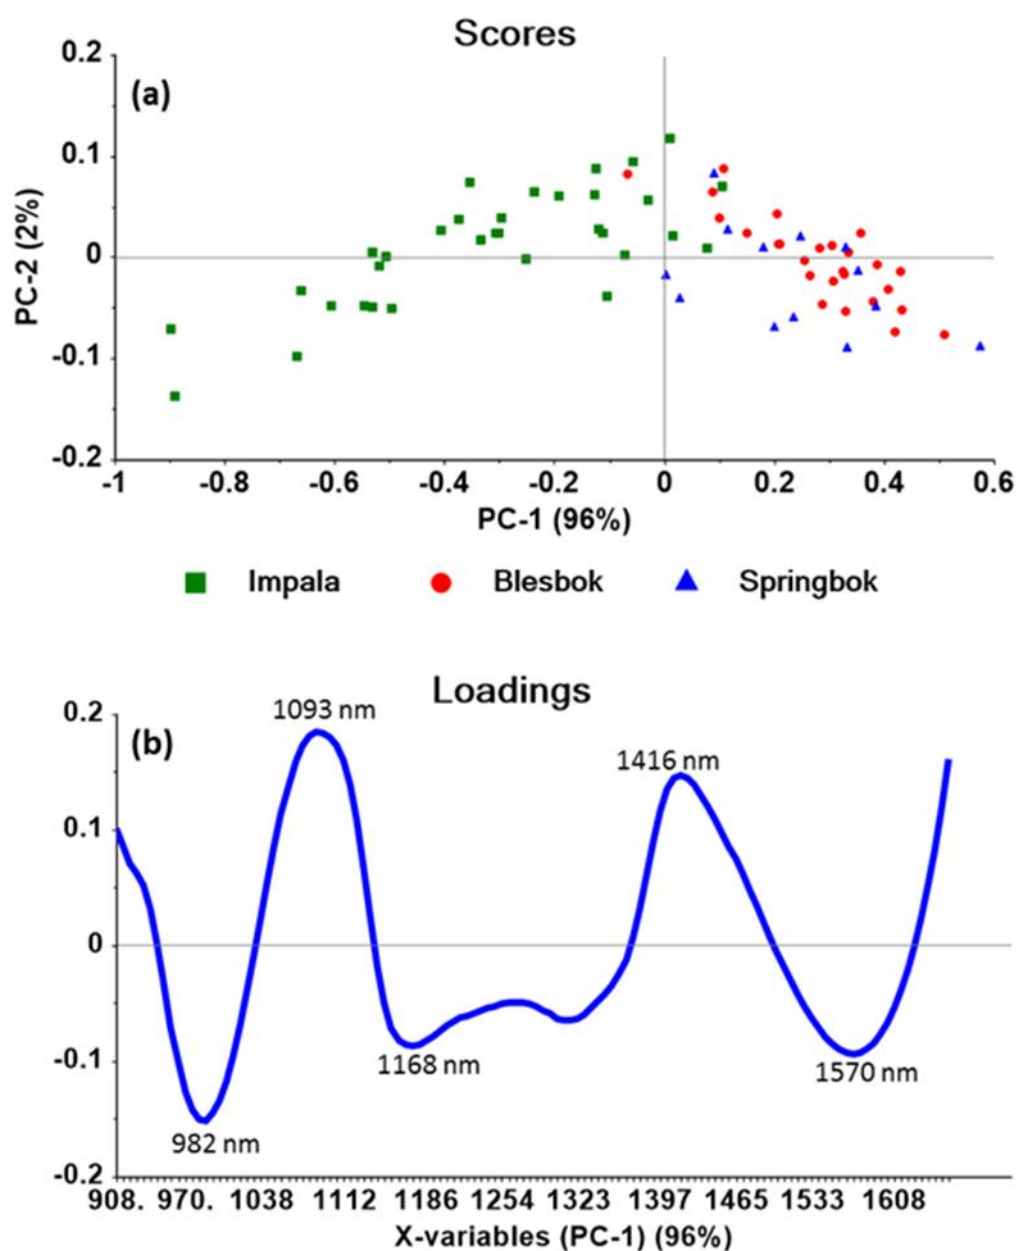 Scores
0.2
(a)
0.1
0
-0.1
-0.2
PC-2 (2%)
-1 -0.8 -0.6 -0.4 -0.2 0 0.2 0.4 0.6
PC-1 (96%)
Impala Blesbok Springbok
Loadings
0.2
1093 nm
(b)
1416 nm
0.1
0
-0.1
1168 nm
1570 nm
982 nm
-0.2
908. 970. 1038 1112 1186 1254 1323 1397 1465 1533 1608
X-variables (PC-1) (96%)